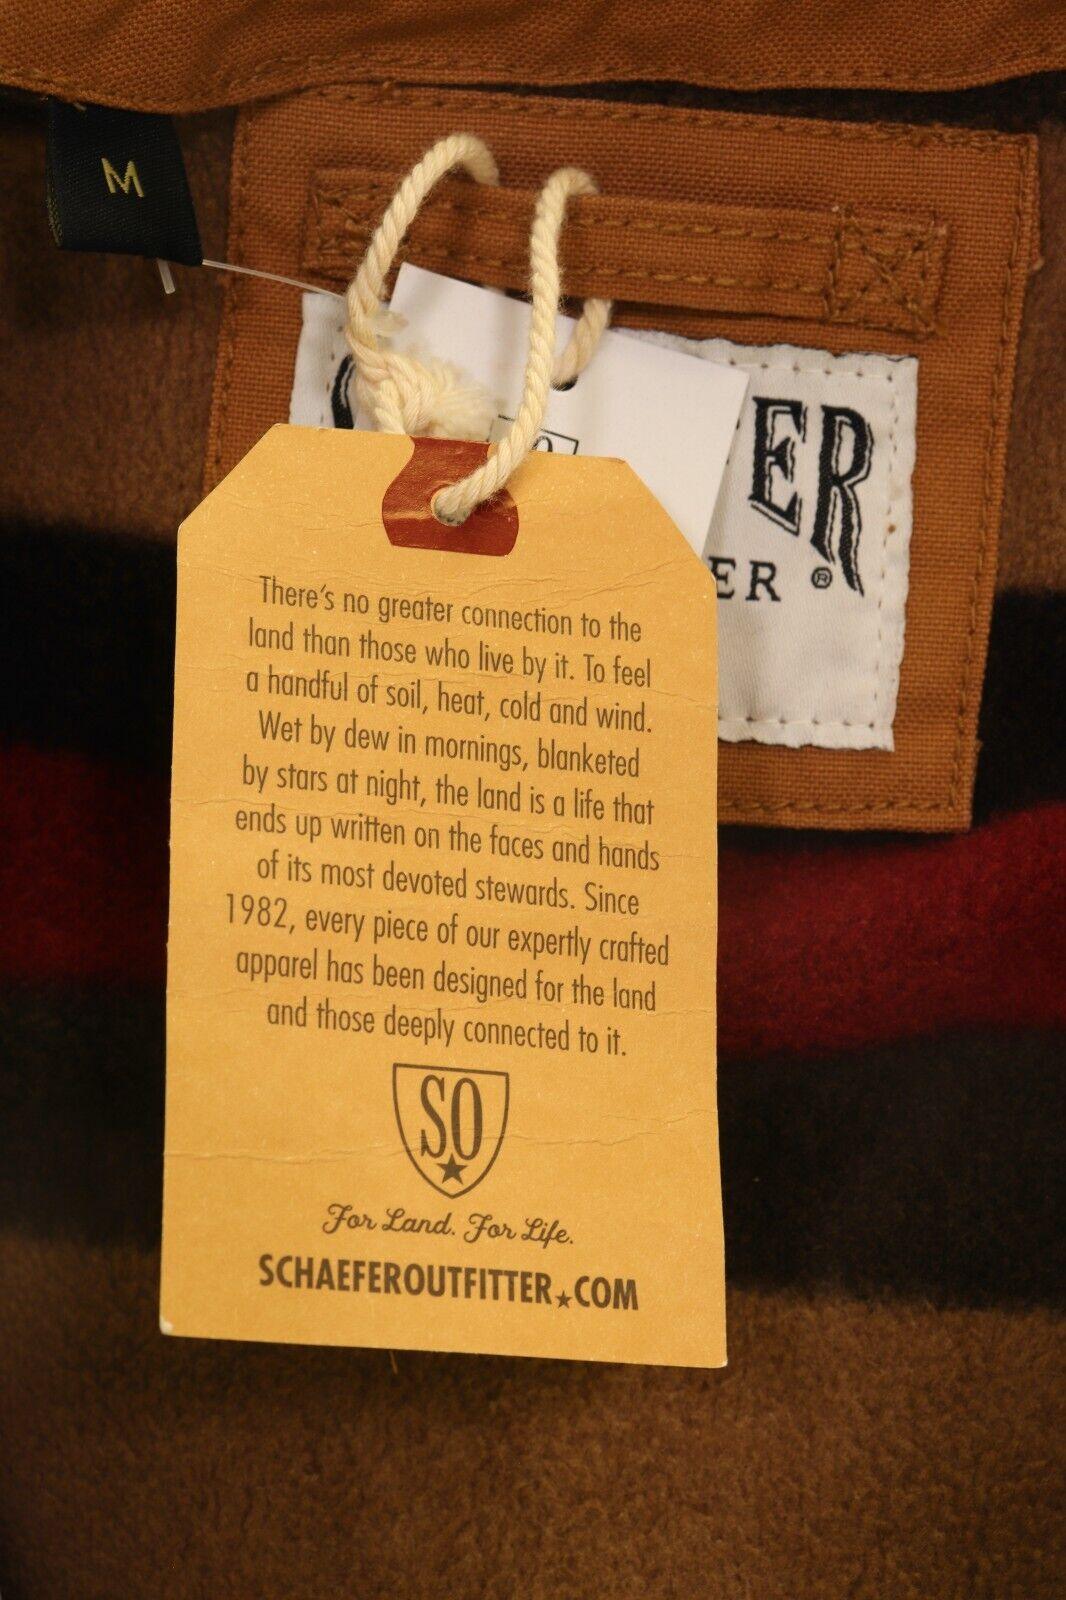 M
ER
ER ®
There's no greater connection to the
land than those who live by it. To feel
a handful of soil, heat, cold and wind.
Wet by dew in mornings, blanketed
by stars at night, the land is a life that
ends up written on the faces and hands
of its most devoted stewards. Since
1982, every piece of our expertly crafted
apparel has been designed for the land
and those deeply connected to it.
SO
For Land. For Life.
SCHAEFEROUTFITTER★COM